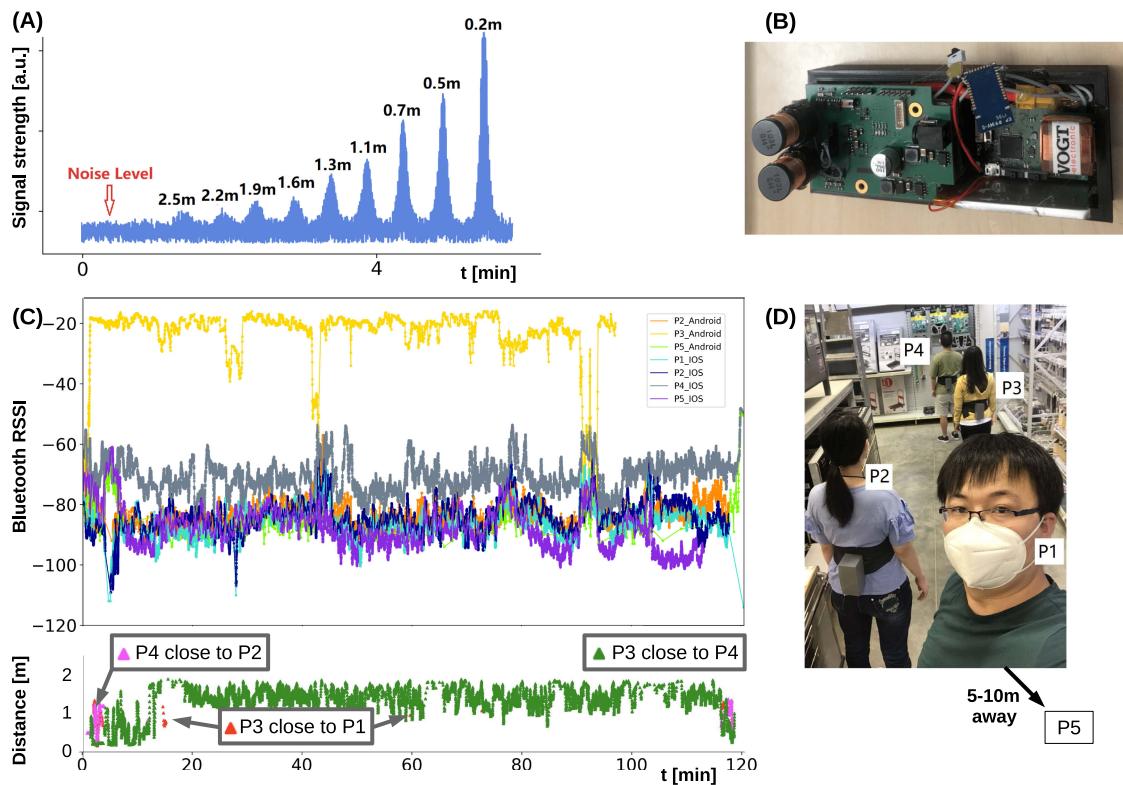 (A)
Signal strength [a.u.]
Noise Level
2.5m
2.2m
1.9m
1.6m
1.3m
1.1m
0.7m
0.5m
0.2m
0
4
t [min]
(B)
VOGT
electronic
(C)
Bluetooth RSSI
−20
−40
−60
−80
−100
−120
P2_Android
P3_Android
P5_Android
P1_IOS
P2_IOS
P4_IOS
P5_IOS
P4 close to P2
P3 close to P4
P3 close to P1
Distance [m]
2
1
0
0
20
40
60
80
100
120
t [min]
(D)
P4
P3
P2
P1
5-10m
away
P5